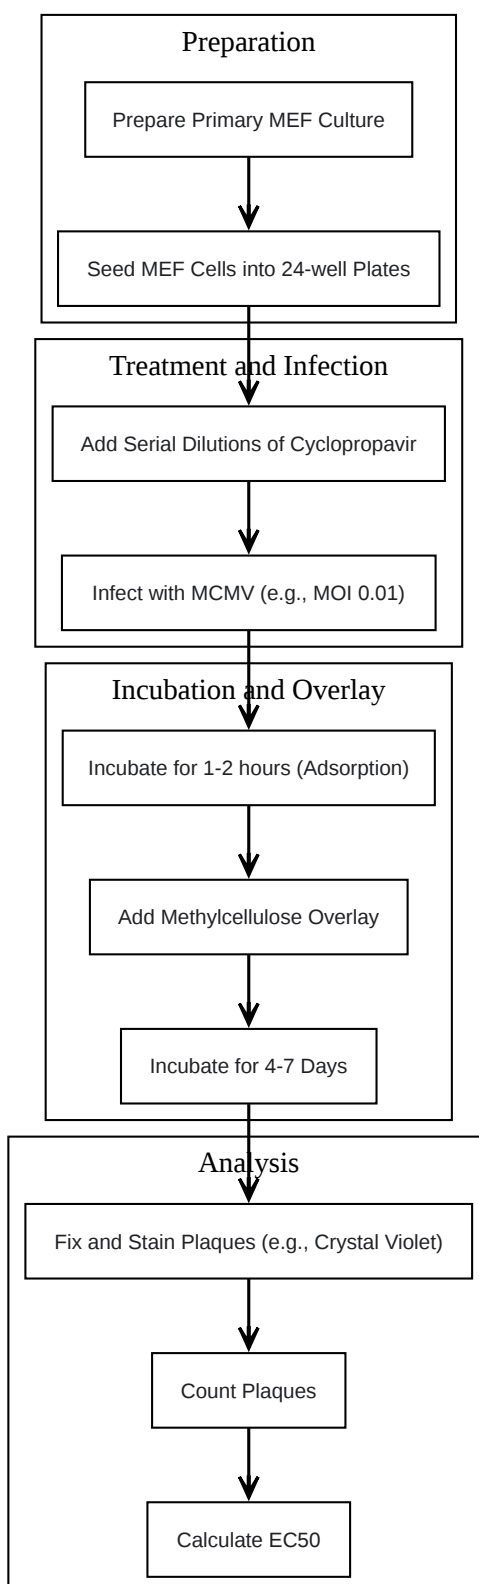 Preparation
Prepare Primary MEF Culture
Seed MEF Cells into 24-well Plates
Treatment and Infection
Add Serial Dilutions of Cyclopropavir
Infect with MCMV (e.g., MOI 0.01)
Incubation and Overlay
Incubate for 1-2 hours (Adsorption)
Add Methylcellulose Overlay
Incubate for 4-7 Days
Analysis
Fix and Stain Plaques (e.g., Crystal Violet)
Count Plaques
Calculate EC50